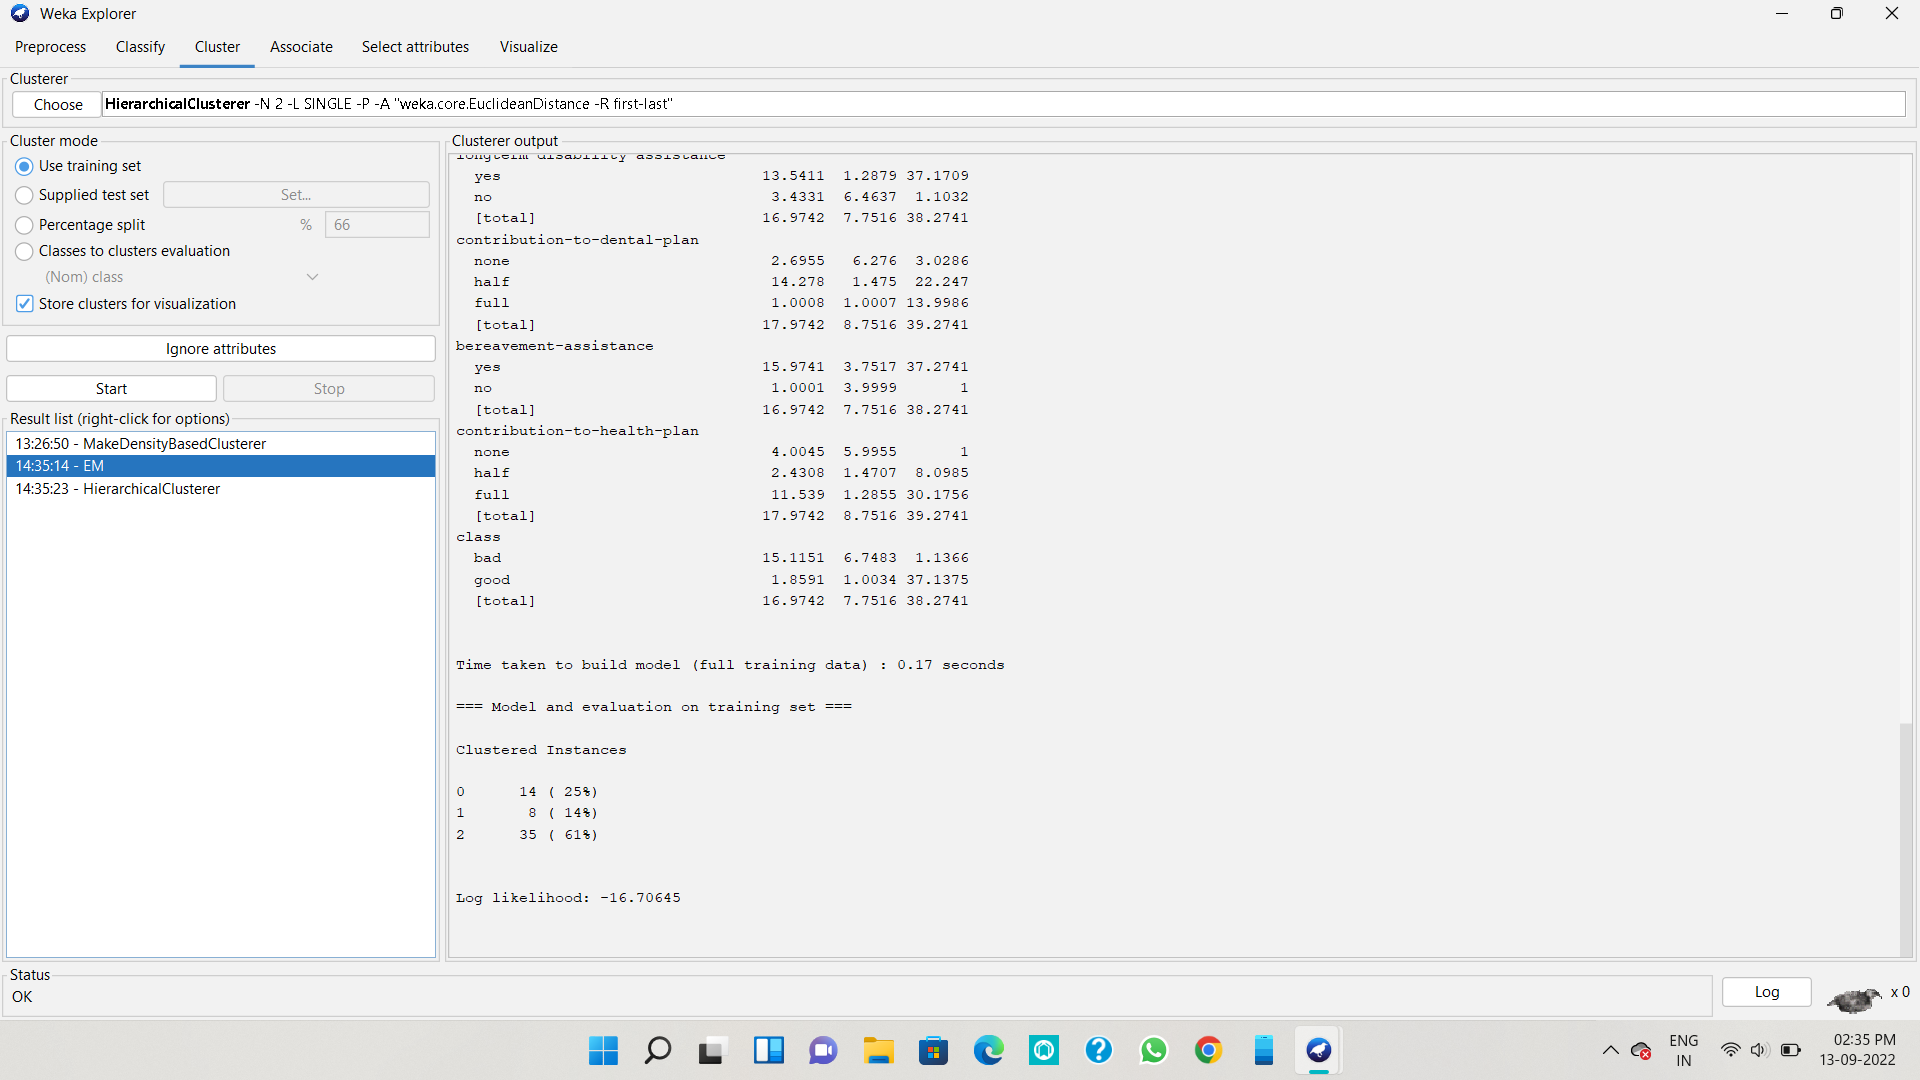 Weka Explorer
Preprocess Classify Cluster Associate Select attributes Visualize
Clusterer
Choose HierarchicalClusterer -N 2 -L SINGLE -P -A "weka.core.EuclideanDistance -R first-last"
Cluster mode
Use training set
Supplied test set Set...
Percentage split % 66
Classes to clusters evaluation
(Nom) class
Store clusters for visualization
Ignore attributes
Start Stop
Result list (right-click for options)
13:26:50 - MakeDensityBasedClusterer
14:35:14 - EM
14:35:23 - HierarchicalClusterer
Clusterer output
longterm disability assistance
yes 13.5411 1.2879 37.1709
no 3.4331 6.4637 1.1032
[total] 16.9742 7.7516 38.2741
contribution-to-dental-plan
none 2.6955 6.276 3.0286
half 14.278 1.475 22.247
full 1.0008 1.0007 13.9986
[total] 17.9742 8.7516 39.2741
bereavement-assistance
yes 15.9741 3.7517 37.2741
no 1.0001 3.9999 1
[total] 16.9742 7.7516 38.2741
contribution-to-health-plan
none 4.0045 5.9955 1
half 2.4308 1.4707 8.0985
full 11.539 1.2855 30.1756
[total] 17.9742 8.7516 39.2741
class
bad 15.1151 6.7483 1.1366
good 1.8591 1.0034 37.1375
[total] 16.9742 7.7516 38.2741
Time taken to build model (full training data) : 0.17 seconds
=== Model and evaluation on training set ===
Clustered Instances
0 14 ( 25%)
1 8 ( 14%)
2 35 ( 61%)
Log likelihood: -16.70645
Status
OK
Log x 0
ENG
IN
02:35 PM
13-09-2022